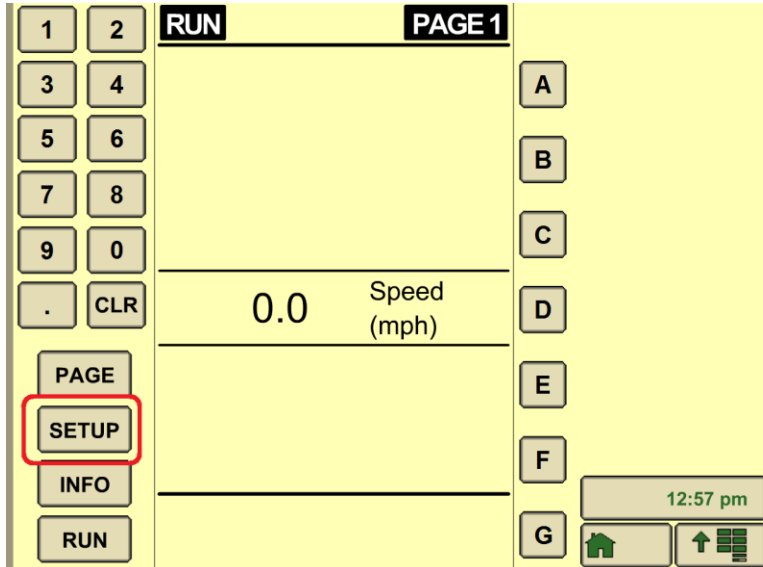 1 2
RUN PAGE 1
3 4
A
5 6
B
7 8
C
9 0
. CLR
0.0 Speed
(mph)
D
PAGE
E
SETUP
F
INFO
12:57 pm
RUN
G